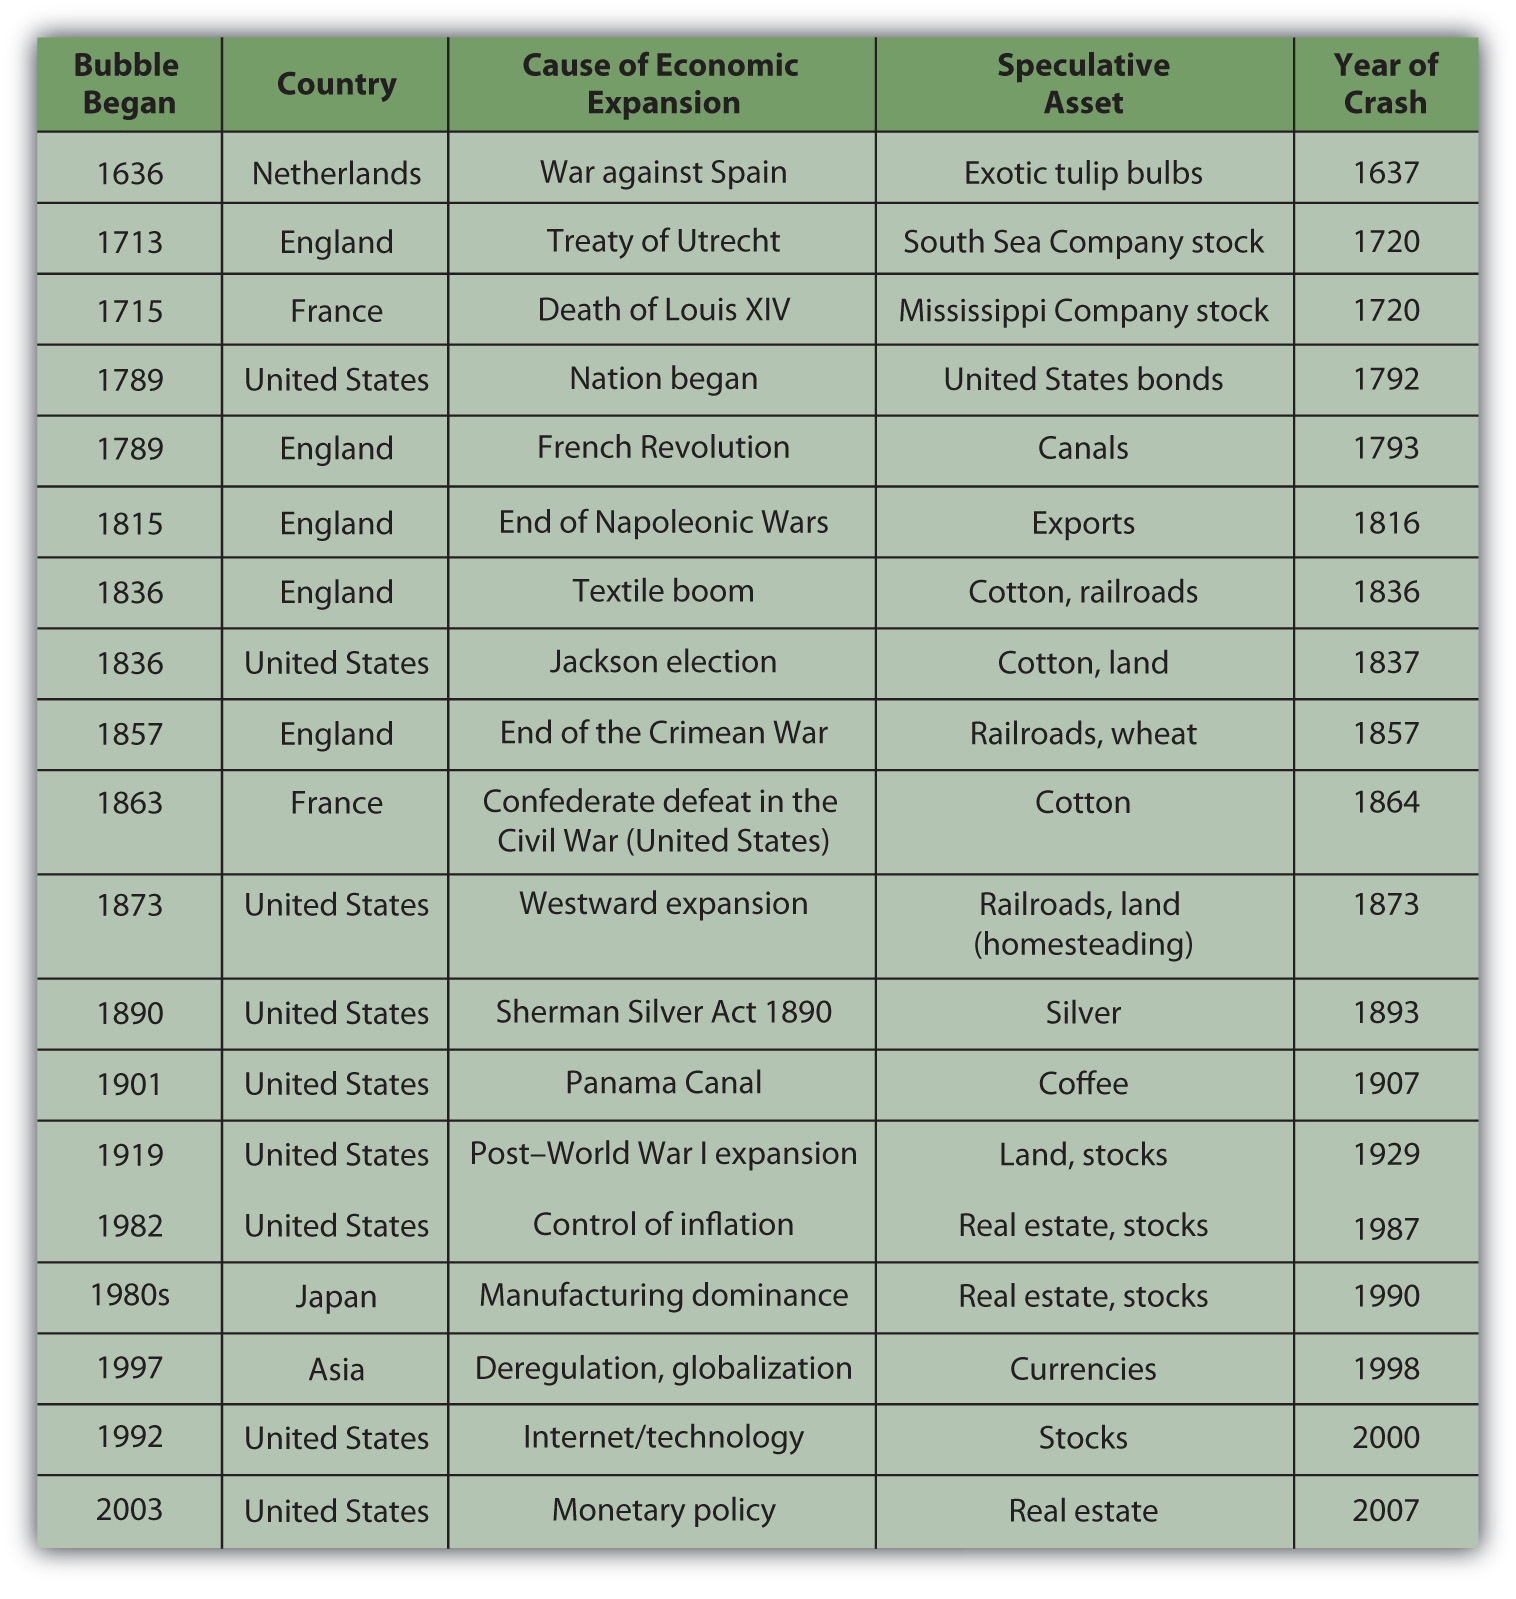 Bubble Began Country Cause of Economic Expansion Speculative Asset Year of Crash
1636 Netherlands War against Spain Exotic tulip bulbs 1637
1713 England Treaty of Utrecht South Sea Company stock 1720
1715 France Death of Louis XIV Mississippi Company stock 1720
1789 United States Nation began United States bonds 1792
1789 England French Revolution Canals 1793
1815 England End of Napoleonic Wars Exports 1816
1836 England Textile boom Cotton, railroads 1836
1836 United States Jackson election Cotton, land 1837
1857 England End of the Crimean War Railroads, wheat 1857
1863 France Confederate defeat in the Civil War (United States) Cotton 1864
1873 United States Westward expansion Railroads, land (homesteading) 1873
1890 United States Sherman Silver Act 1890 Silver 1893
1901 United States Panama Canal Coffee 1907
1919 United States Post–World War I expansion Land, stocks 1929
1982 United States Control of inflation Real estate, stocks 1987
1980s Japan Manufacturing dominance Real estate, stocks 1990
1997 Asia Deregulation, globalization Currencies 1998
1992 United States Internet/technology Stocks 2000
2003 United States Monetary policy Real estate 2007